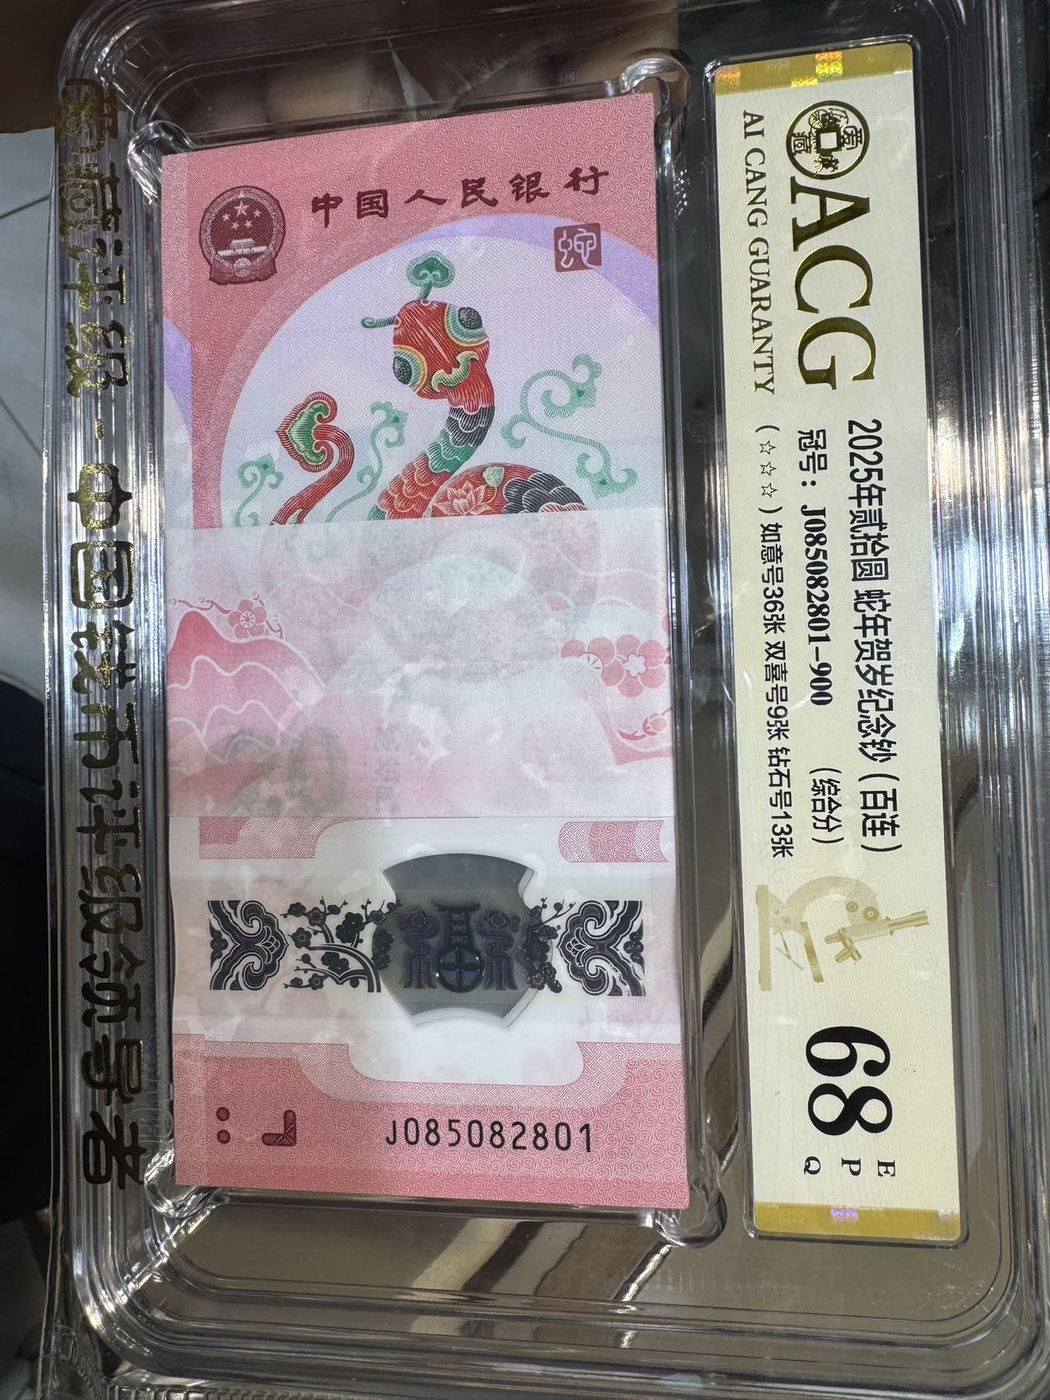 中国人民银行
蛇
福
J085082801
爱藏评级 - 中国钱币评级领导者
爱藏
ACG
AI CANG GUARANTY
2025年贰拾圆 蛇年贺岁纪念钞（百连）
冠号：J085082801-900 （综合分）
（☆☆☆）如意号36张 双喜号9张 钻石号13张
68
E
P
Q